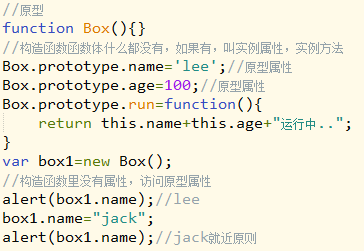 //原型
function Box(){}
//构造函数函数体什么都没有，如果有，叫实例属性，实例方法
Box.prototype.name='lee';//原型属性
Box.prototype.age=100;//原型属性
Box.prototype.run=function(){
    return this.name+this.age+"运行中..";
}
var box1=new Box();
//构造函数里没有属性，访问原型属性
alert(box1.name);//lee
box1.name="jack";
alert(box1.name);//jack就近原则